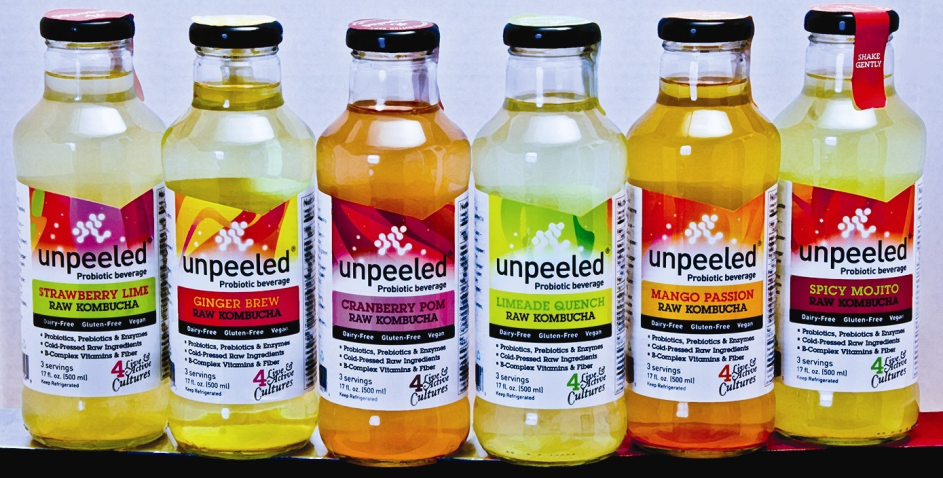 unpeeled®
Probiotic beverage
STRAWBERRY LIME
RAW KOMBUCHA
Dairy-Free Gluten-Free Vegan
• Probiotics, Prebiotics & Enzymes
• Cold-Pressed Raw Ingredients
• B-Complex Vitamins & Fiber
3 servings
17 fl. oz. (500 ml)
Keep Refrigerated
4 Live & Active Cultures
unpeeled®
Probiotic beverage
GINGER BREW
RAW KOMBUCHA
Dairy-Free Gluten-Free Vegan
• Probiotics, Prebiotics & Enzymes
• Cold-Pressed Raw Ingredients
• B-Complex Vitamins & Fiber
3 servings
17 fl. oz. (500 ml)
Keep Refrigerated
4 Live & Active Cultures
unpeeled®
Probiotic beverage
CRANBERRY POM
RAW KOMBUCHA
Dairy-Free Gluten-Free Vegan
• Probiotics, Prebiotics & Enzymes
• Cold-Pressed Raw Ingredients
• B-Complex Vitamins & Fiber
3 servings
17 fl. oz. (500 ml)
Keep Refrigerated
4 Live & Active Cultures
unpeeled®
Probiotic beverage
LIMEADE QUENCH
RAW KOMBUCHA
Dairy-Free Gluten-Free Vegan
• Probiotics, Prebiotics & Enzymes
• Cold-Pressed Raw Ingredients
• B-Complex Vitamins & Fiber
3 servings
17 fl. oz. (500 ml)
Keep Refrigerated
4 Live & Active Cultures
unpeeled®
Probiotic beverage
MANGO PASSION
RAW KOMBUCHA
Dairy-Free Gluten-Free Vegan
• Probiotics, Prebiotics & Enzymes
• Cold-Pressed Raw Ingredients
• B-Complex Vitamins & Fiber
3 servings
17 fl. oz. (500 ml)
Keep Refrigerated
4 Live & Active Cultures
SHAKE
GENTLY
unpeeled®
Probiotic beverage
SPICY MOJITO
RAW KOMBUCHA
Dairy-Free Gluten-Free Vegan
• Probiotics, Prebiotics & Enzymes
• Cold-Pressed Raw Ingredients
• B-Complex Vitamins & Fiber
3 servings
17 fl. oz. (500 ml)
Keep Refrigerated
4 Live & Active Cultures